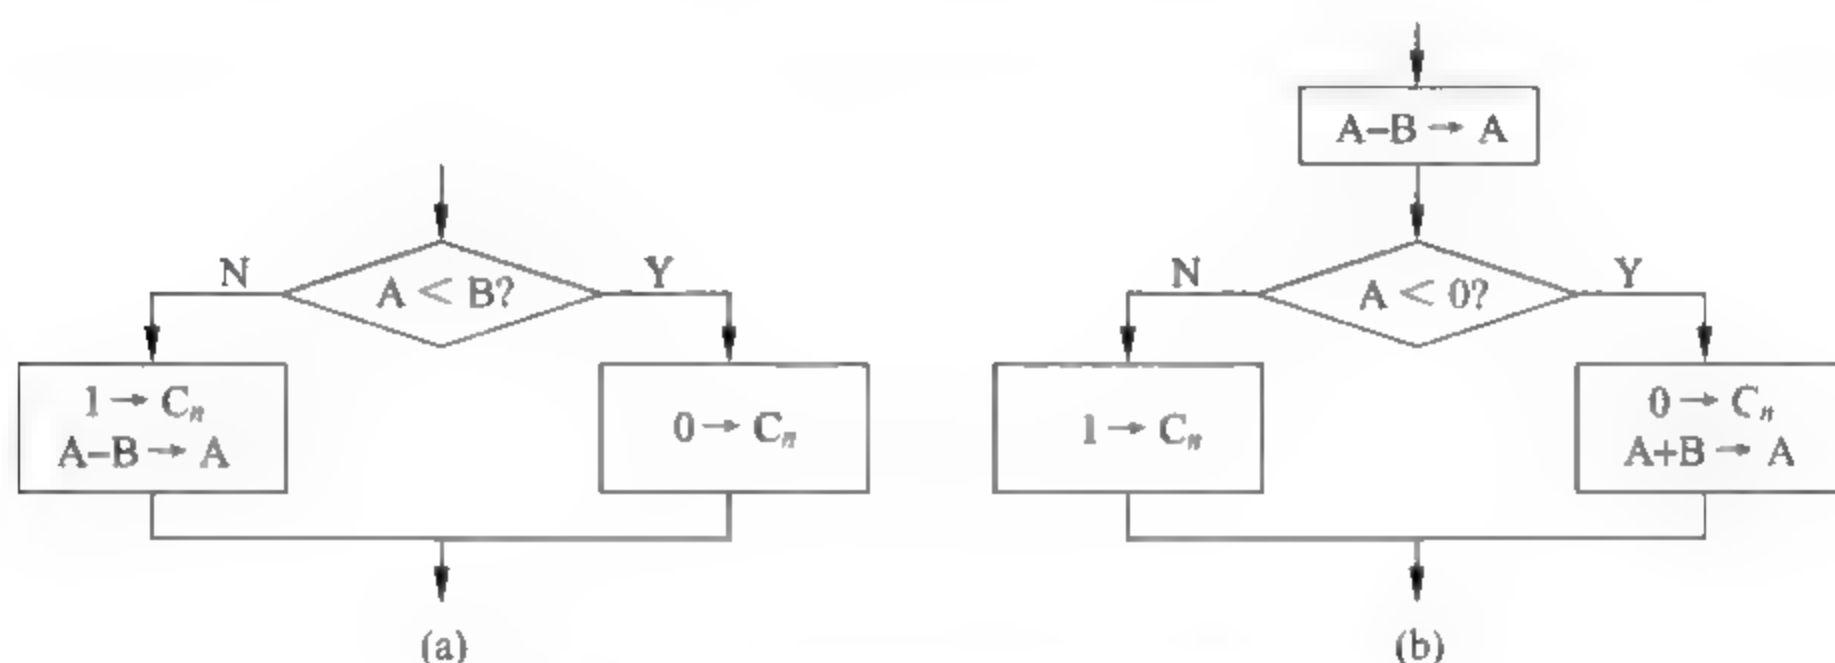 N
A < B?
Y
1 → Cn
A–B → A
0 → Cn
(a)
A–B → A
N
A < 0?
Y
1 → Cn
0 → Cn
A+B → A
(b)